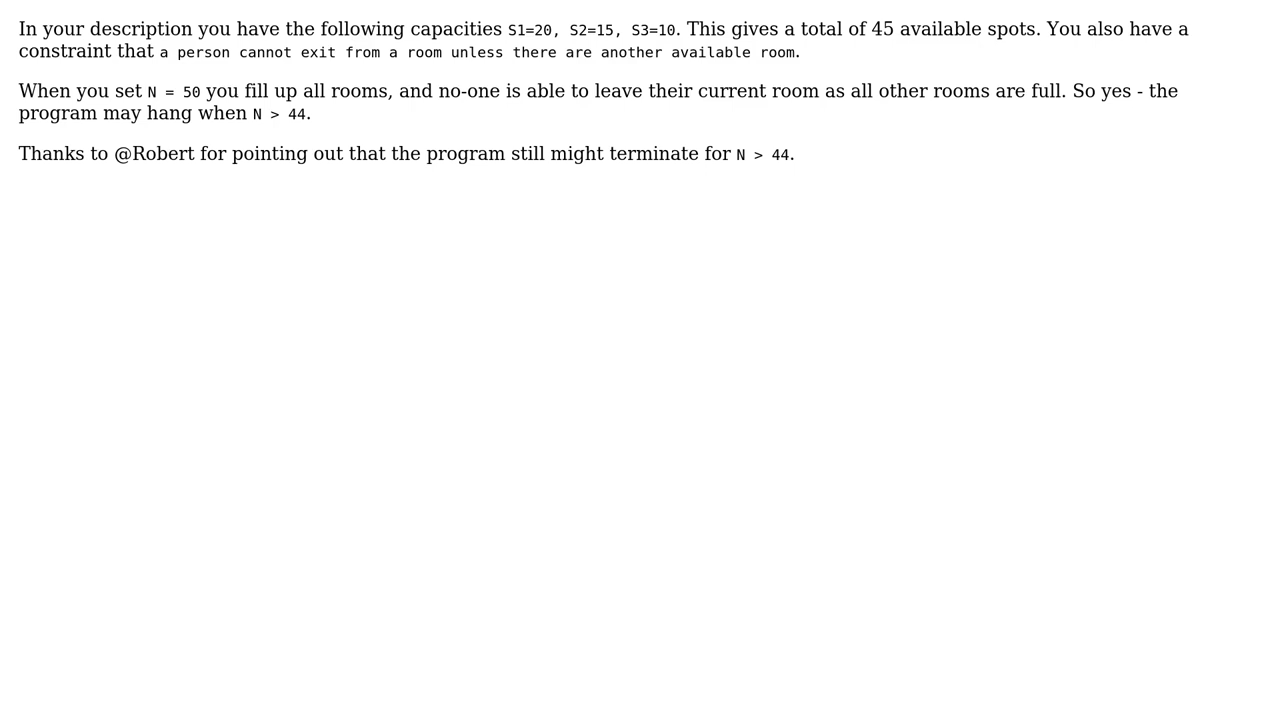 In your description you have the following capacities S1=20, S2=15, S3=10. This gives a total of 45 available spots. You also have a
constraint that a person cannot exit from a room unless there are another available room.
When you set N = 50 you fill up all rooms, and no-one is able to leave their current room as all other rooms are full. So yes - the
program may hang when N > 44.
Thanks to @Robert for pointing out that the program still might terminate for N > 44.